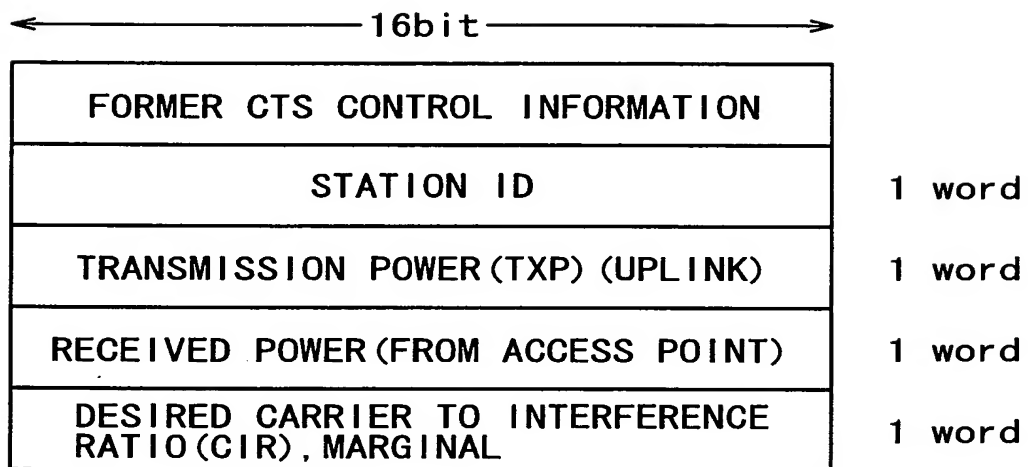 16bit
FORMER CTS CONTROL INFORMATION
STATION ID 1 word
TRANSMISSION POWER(TXP)(UPLINK) 1 word
RECEIVED POWER(FROM ACCESS POINT) 1 word
DESIRED CARRIER TO INTERFERENCE
RATIO(CIR),MARGINAL 1 word